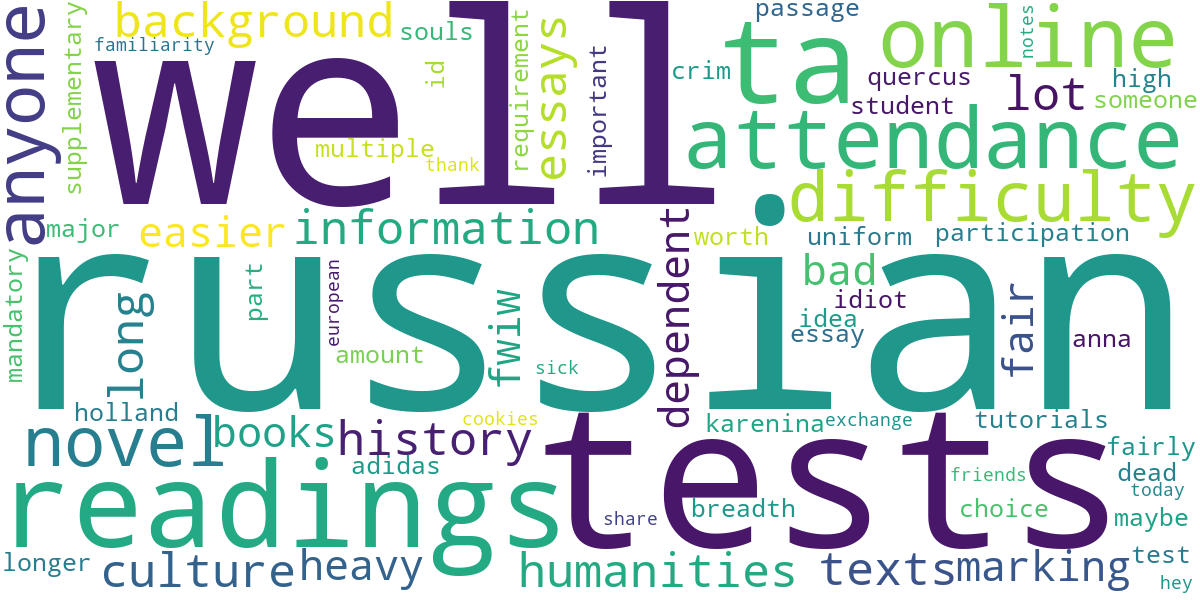 background
familiarity
souls
passage
online
notes
anyone
supplementary
well
id
requirement
essays
important
crim
ta
quercus
high
student
lot
someone
multiple
thank
attendance
difficulty
major
easier
information
dependent
worth
uniform
participation
mandatory
russian
long
part
european
amount
fwiw
sick
bad
idiot
idea
essay
fair
anna
holland
novel
books
history
cookies
adidas
karenina
exchange
tutorials
fairly
readings
tests
share
breadth
friends
choice
dead
today
maybe
longer
culture
heavy
humanities
texts
marking
test
hey